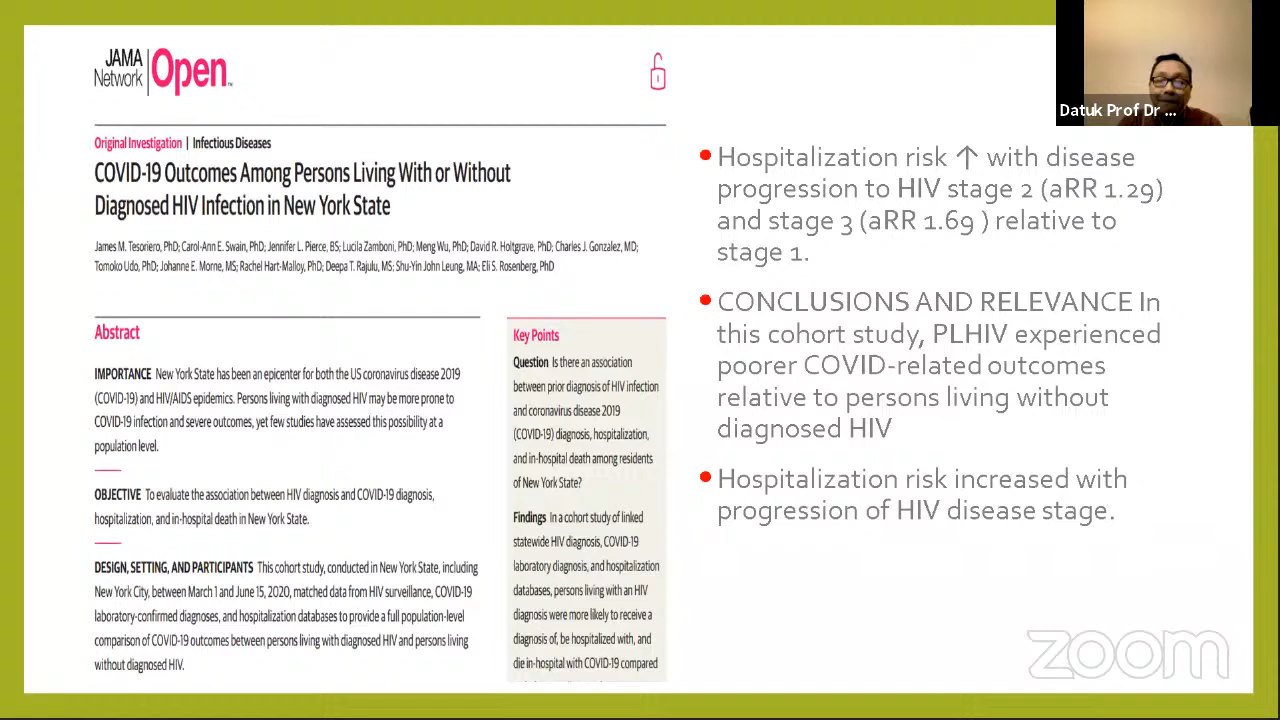 JAMA
Network
Open
Original Investigation | Infectious Diseases
COVID-19 Outcomes Among Persons Living With or Without
Diagnosed HIV Infection in New York State
James M. Tesoriero, PhD; Carol-Ann E. Swain, PhD; Jennifer L. Pierce, BS; Lucila Zamboni, PhD; Meng Wu, PhD; David R. Holtgrave, PhD; Charles J. Gonzalez, MD;
Tomoko Udo, PhD; Johanne E. Morne, MS; Rachel Hart-Malloy, PhD; Deepa T. Rajulu, MS; Shu-Yin John Leung, MA; Eli S. Rosenberg, PhD
Abstract
IMPORTANCE New York State has been an epicenter for both the US coronavirus disease 2019
(COVID-19) and HIV/AIDS epidemics. Persons living with diagnosed HIV may be more prone to
COVID-19 infection and severe outcomes, yet few studies have assessed this possibility at a
population level.
OBJECTIVE To evaluate the association between HIV diagnosis and COVID-19 diagnosis,
hospitalization, and in-hospital death in New York State.
DESIGN, SETTING, AND PARTICIPANTS This cohort study, conducted in New York State, including
New York City, between March 1 and June 15, 2020, matched data from HIV surveillance, COVID-19
laboratory-confirmed diagnoses, and hospitalization databases to provide a full population-level
comparison of COVID-19 outcomes between persons living with diagnosed HIV and persons living
without diagnosed HIV.
Key Points
Question Is there an association
between prior diagnosis of HIV infection
and coronavirus disease 2019
(COVID-19) diagnosis, hospitalization,
and in-hospital death among residents
of New York State?
Findings In a cohort study of linked
statewide HIV diagnosis, COVID-19
laboratory diagnosis, and hospitalization
databases, persons living with an HIV
diagnosis were more likely to receive a
diagnosis of, be hospitalized with, and
die in-hospital with COVID-19 compared
Datuk Prof Dr ...
• Hospitalization risk ↑ with disease
progression to HIV stage 2 (aRR 1.29)
and stage 3 (aRR 1.69 ) relative to
stage 1.
• CONCLUSIONS AND RELEVANCE In
this cohort study, PLHIV experienced
poorer COVID-related outcomes
relative to persons living without
diagnosed HIV
• Hospitalization risk increased with
progression of HIV disease stage.
zoom